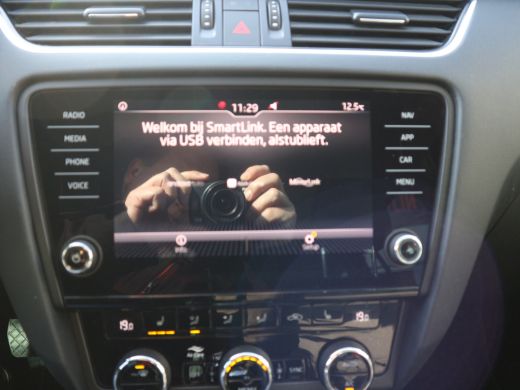 11:29
12.5°C
RADIO
NAV
Welkom bij SmartLink. Een apparaat
via USB verbinden, alstublieft.
MEDIA
APP
PHONE
CAR
VOICE
MENU
MirrorLink
Info
Setup
19.0
19.0
SYNC